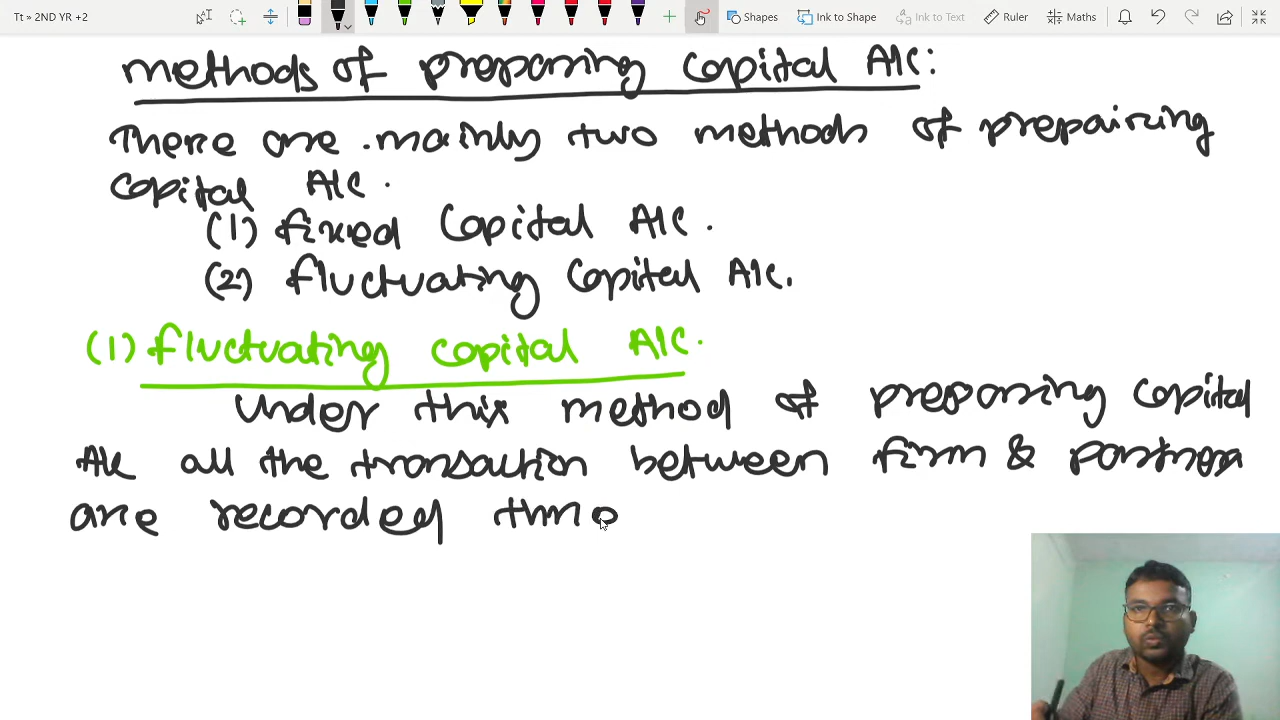 Tt » 2ND YR +2
Shapes
Ink to Shape
Ink to Text
Ruler
Maths
methods of preparing capital A/C:
There are mainly two methods of prepairing
capital A/C.
(1) fixed capital A/C.
(2) fluctuating capital A/C.
(1) fluctuating capital A/C.
Under this method of preparing capital
A/c all the transaction between firm & partner
are recorded thro